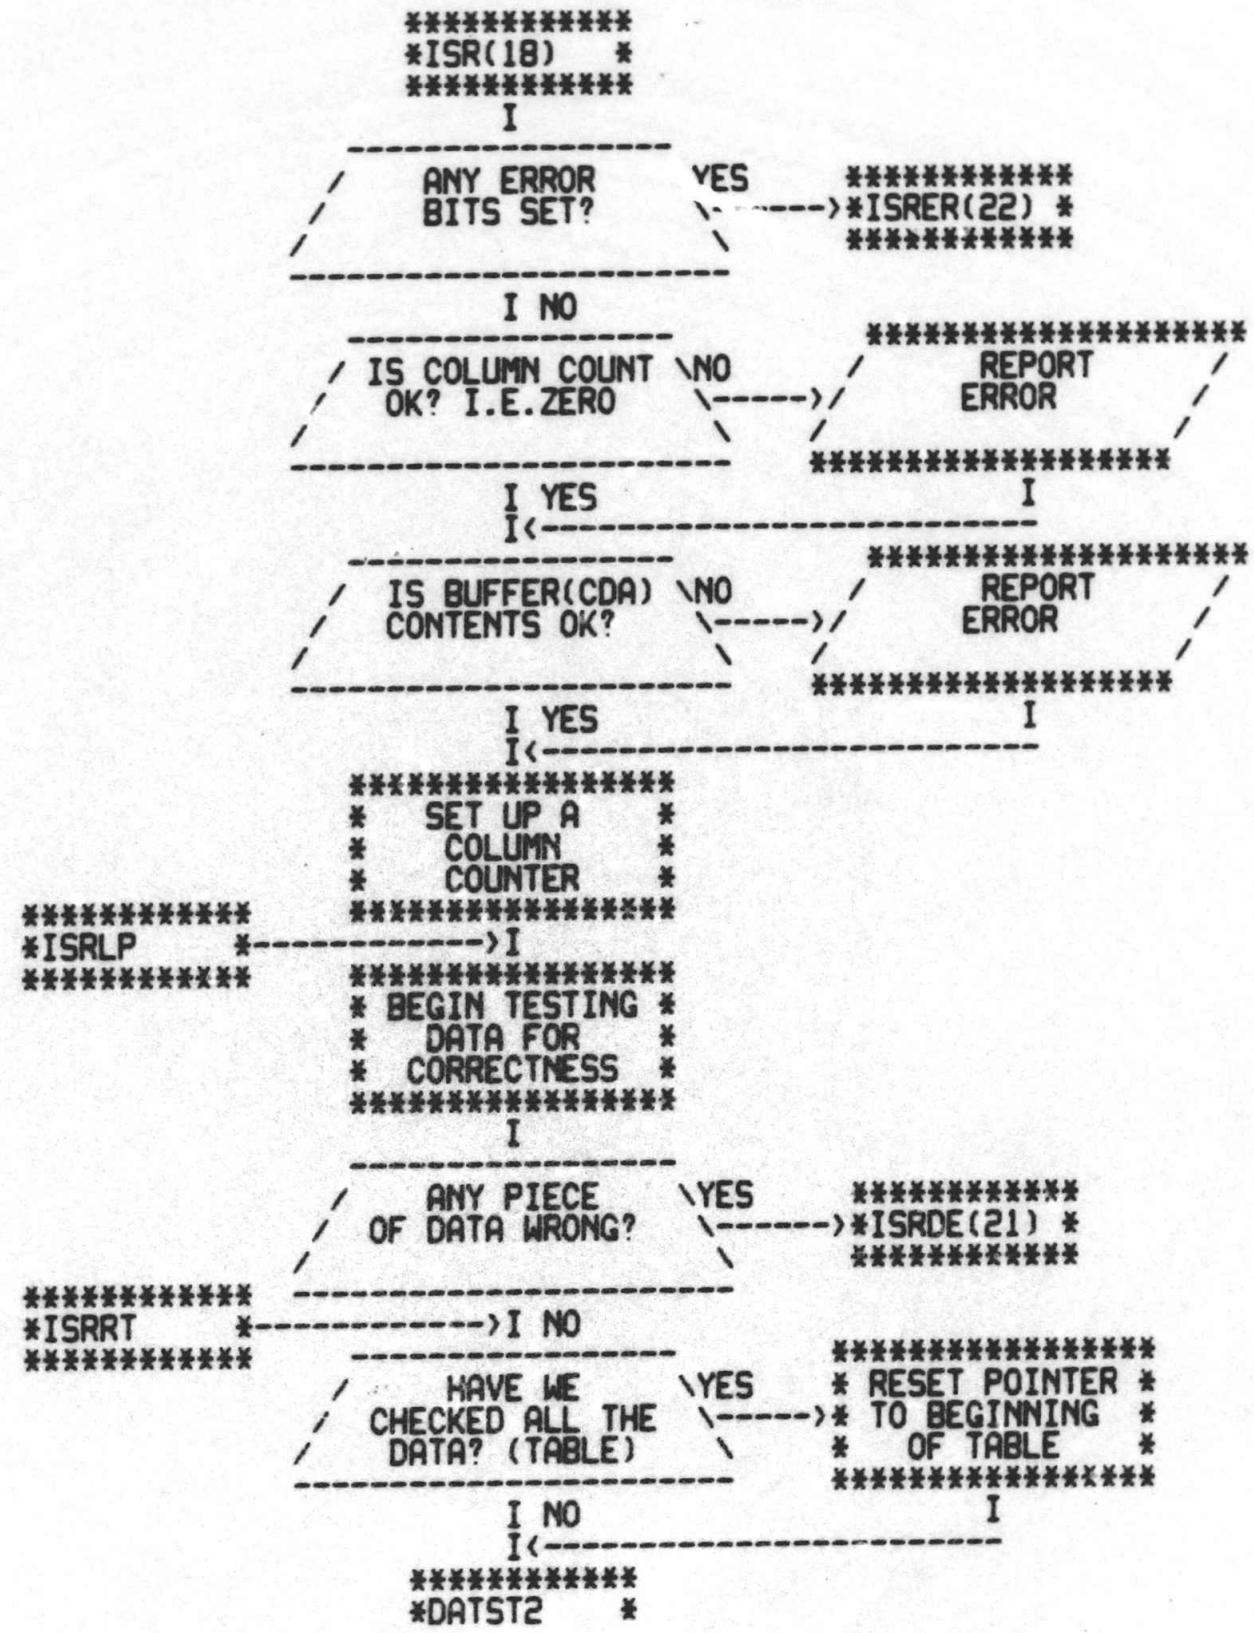 ************
*ISR(18) *
************
I
-----------------
/ ANY ERROR YES ************
/ BITS SET? \ ------>*ISRER(22) *
/ \ ************
-----------------------
I NO
----------------- ********************
/ IS COLUMN COUNT \NO / REPORT /
/ OK? I.E.ZERO \----->/ ERROR /
/ \ / /
----------------------- *******************
I YES I
I<--------------------------
----------------- ********************
/ IS BUFFER(CDA) \NO / REPORT /
/ CONTENTS OK? \----->/ ERROR /
/ \ / /
----------------------- *******************
I YES I
I<--------------------------
*****************
* SET UP A *
* COLUMN *
* COUNTER *
************ *****************
*ISRLP *------------>I
************ *****************
* BEGIN TESTING *
* DATA FOR *
* CORRECTNESS *
*****************
I
-----------------
/ ANY PIECE \YES ************
/ OF DATA WRONG? \------>*ISRDE(21) *
/ \ ************
************ -----------------------
*ISRRT *------------>I NO
************ ----------------- *****************
/ HAVE WE \YES * RESET POINTER *
/ CHECKED ALL THE \----->* TO BEGINNING *
/ DATA? (TABLE) \ * OF TABLE *
----------------------- *****************
I NO I
I<------------------------
************
*DATST2 *